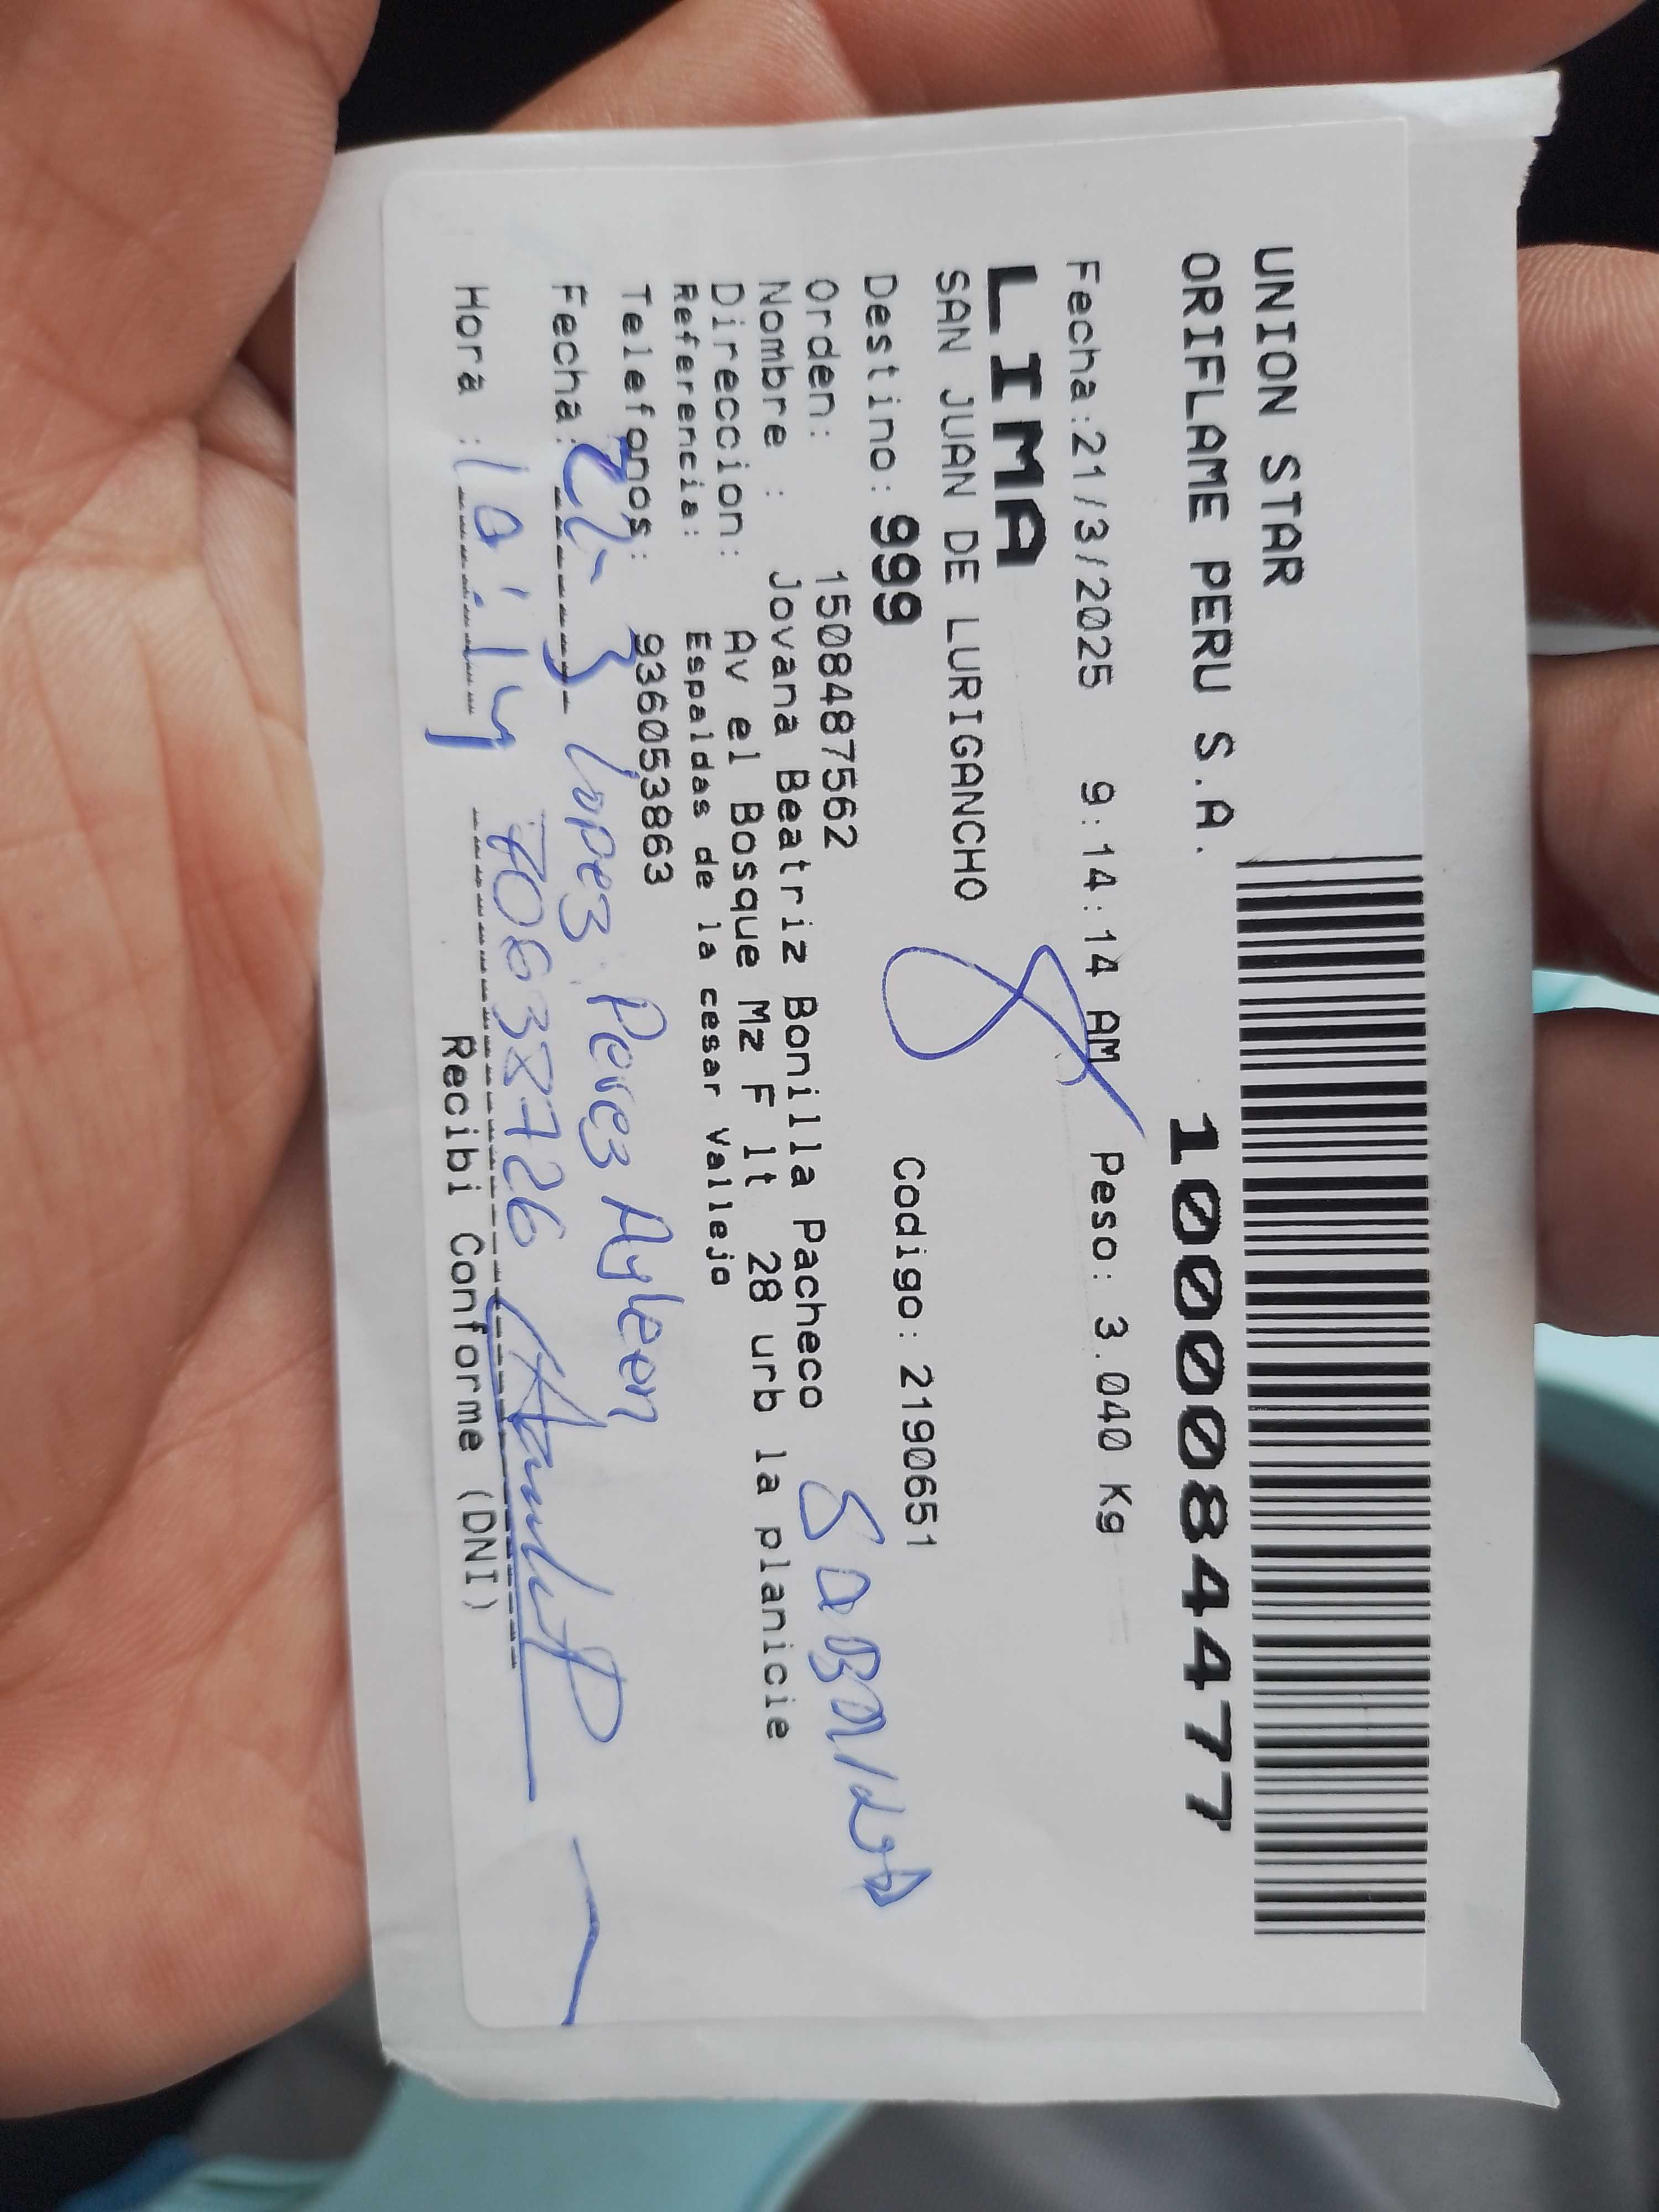 UNION STAR
ORIFLAME PERU S.A. 1000084477
Fecha:21/3/2025 9:14:14 AM Peso: 3.040 Kg
LIMA
SAN JUAN DE LURIGANCHO
8
Destino: 999 Codigo: 2190651
Orden: 15084487562
Nombre : Jovana Beatriz Bonilla Pacheco
Direccion: Av el Bosque Mz F lt 28 urb la planicie
Referencia: Espaldas de la cesar vallejo
Telefonos: 936053863
Fecha: 22-3 Lopez Perez Ayleen
Hora : 10:14 70638726
Recibi Conforme (DNI)